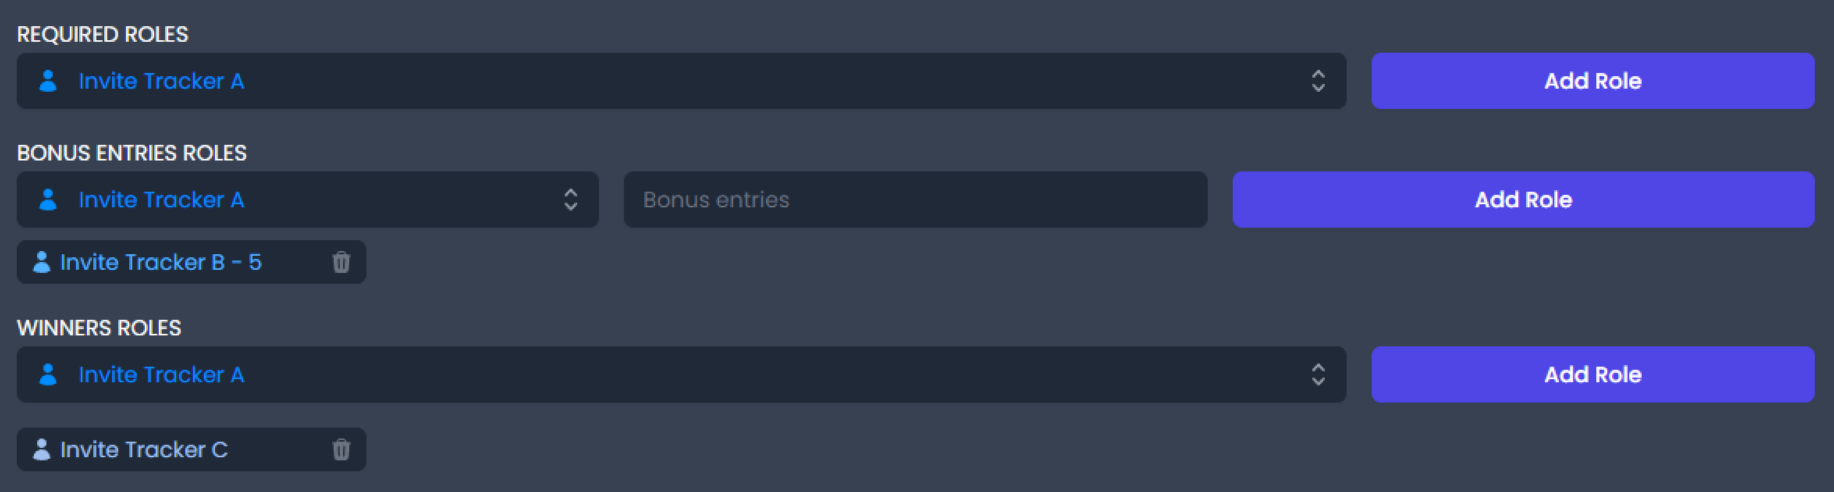 REQUIRED ROLES
Invite Tracker A Add Role
BONUS ENTRIES ROLES
Invite Tracker A Bonus entries Add Role
Invite Tracker B - 5
WINNERS ROLES
Invite Tracker A Add Role
Invite Tracker C